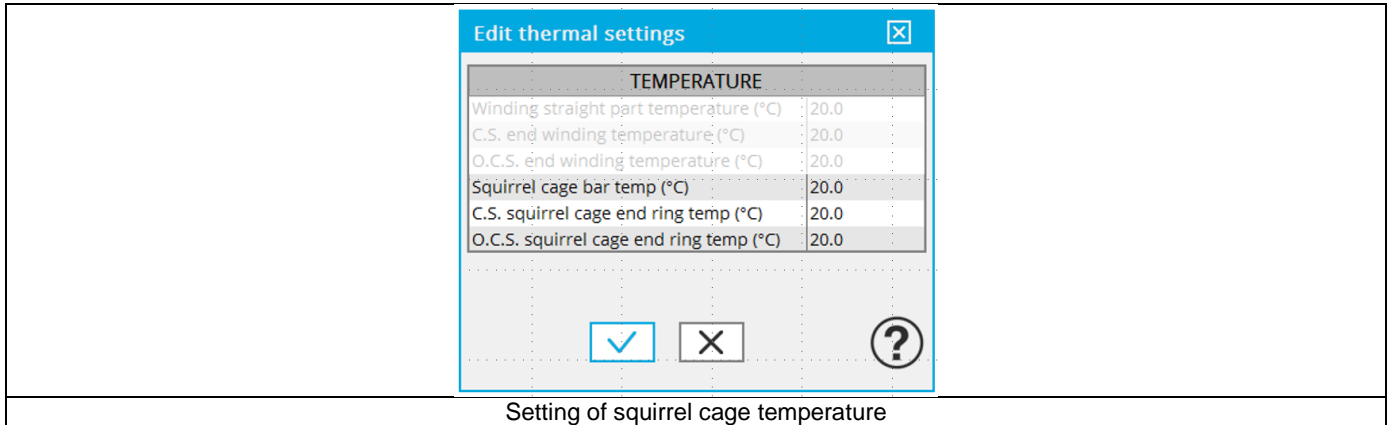 Edit thermal settings
TEMPERATURE
Winding straight part temperature (°C) 20.0
C.S. end winding temperature (°C) 20.0
O.C.S. end winding temperature (°C) 20.0
Squirrel cage bar temp (°C) 20.0
C.S. squirrel cage end ring temp (°C) 20.0
O.C.S. squirrel cage end ring temp (°C) 20.0
?
Setting of squirrel cage temperature